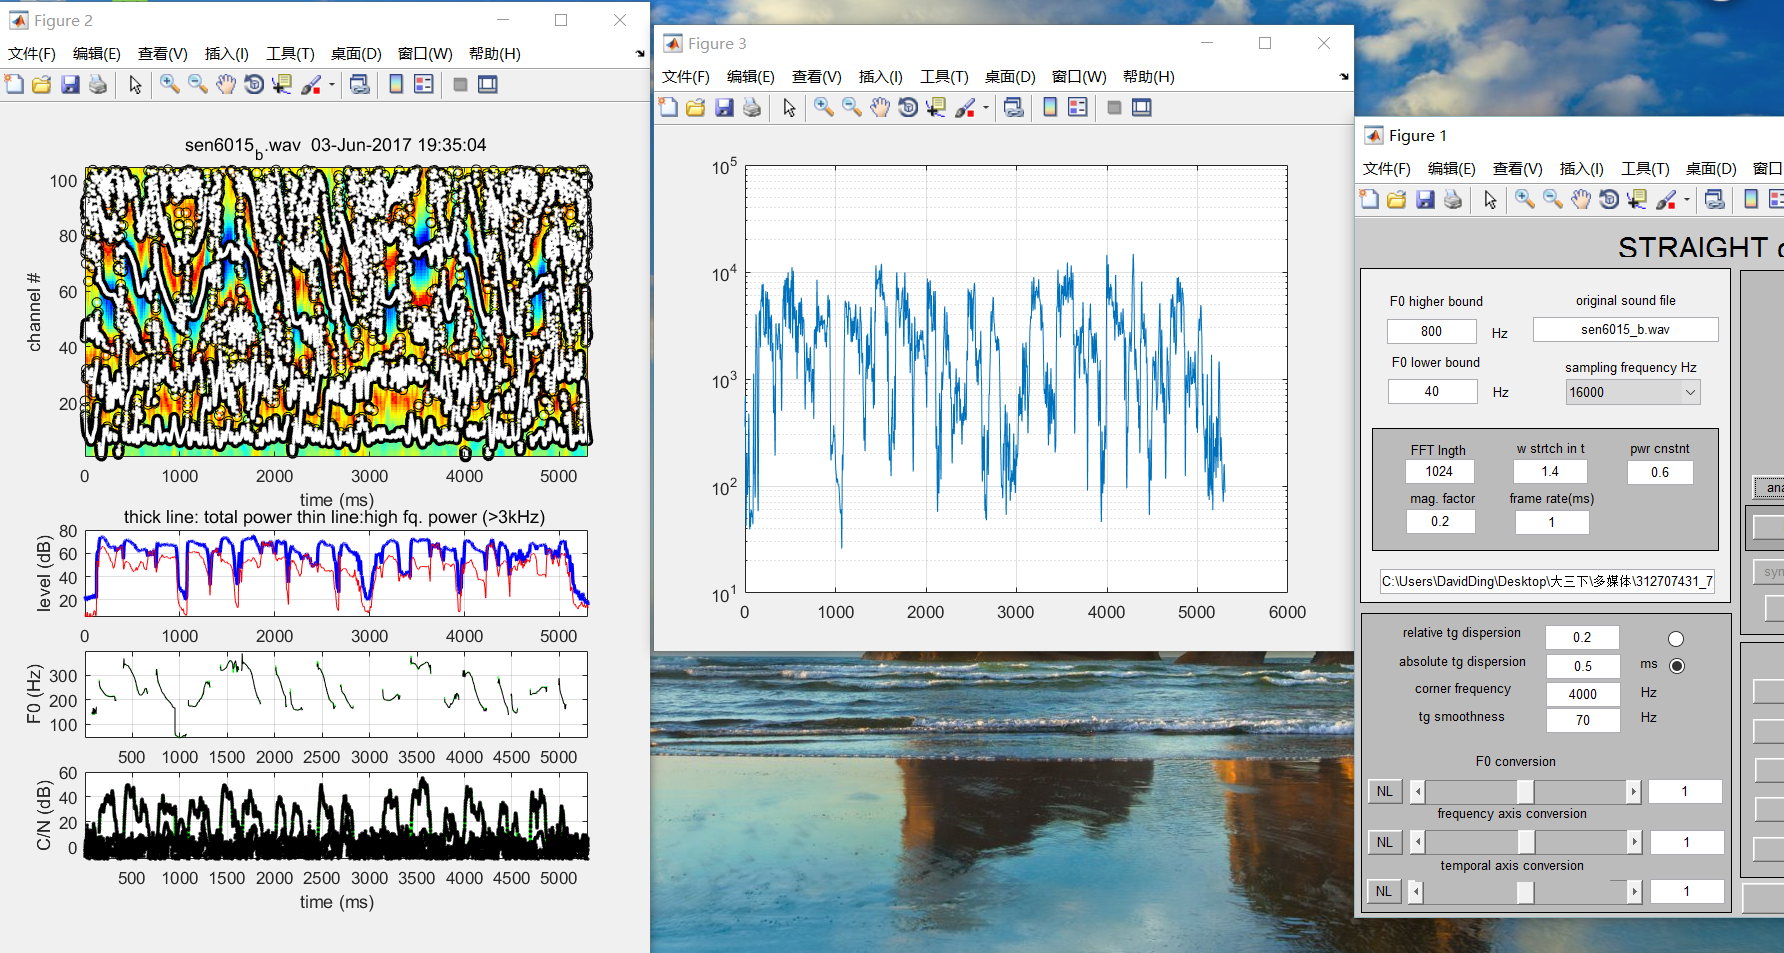 Figure 2
文件(F) 编辑(E) 查看(V) 插入(I) 工具(T) 桌面(D) 窗口(W) 帮助(H)
sen6015b.wav 03-Jun-2017 19:35:04
channel #
100
80
60
40
20
0 1000 2000 3000 4000 5000
time (ms)
thick line: total power thin line:high fq. power (>3kHz)
level (dB)
80
60
40
20
0 1000 2000 3000 4000 5000
F0 (Hz)
300
200
100
500 1000 1500 2000 2500 3000 3500 4000 4500 5000
C/N (dB)
60
40
20
0
500 1000 1500 2000 2500 3000 3500 4000 4500 5000
time (ms)
Figure 3
文件(F) 编辑(E) 查看(V) 插入(I) 工具(T) 桌面(D) 窗口(W) 帮助(H)
10^5
10^4
10^3
10^2
10^1
0 1000 2000 3000 4000 5000 6000
Figure 1
文件(F) 编辑(E) 查看(V) 插入(I) 工具(T) 桌面(D) 窗口
STRAIGHT
F0 higher bound
800 Hz
F0 lower bound
40 Hz
original sound file
sen6015_b.wav
sampling frequency Hz
16000
FFT lngth w strtch in t pwr cnstnt
1024 1.4 0.6
mag. factor frame rate(ms)
0.2 1
C:\Users\DavidDing\Desktop\大三下\多媒体\312707431_7
relative tg dispersion 0.2
absolute tg dispersion 0.5 ms
corner frequency 4000 Hz
tg smoothness 70 Hz
F0 conversion
NL 1
frequency axis conversion
NL 1
temporal axis conversion
NL 1
ana
syn